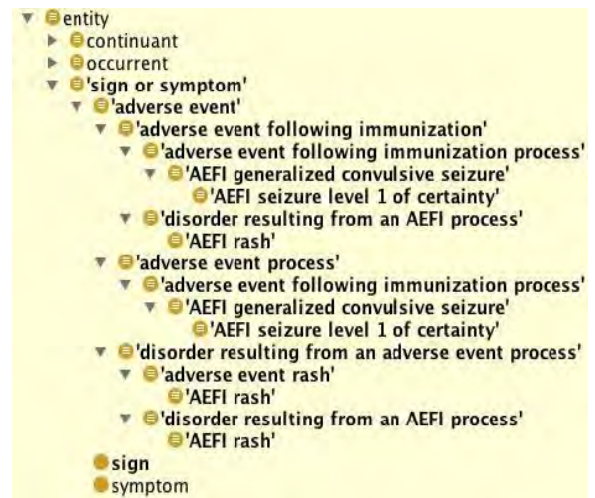 entity
continuant
occurrent
'sign or symptom'
'adverse event'
'adverse event following immunization'
'adverse event following immunization process'
'AEFI generalized convulsive seizure'
'AEFI seizure level 1 of certainty'
'disorder resulting from an AEFI process'
'AEFI rash'
'adverse event process'
'adverse event following immunization process'
'AEFI generalized convulsive seizure'
'AEFI seizure level 1 of certainty'
'disorder resulting from an adverse event process'
'adverse event rash'
'AEFI rash'
'disorder resulting from an AEFI process'
'AEFI rash'
sign
symptom